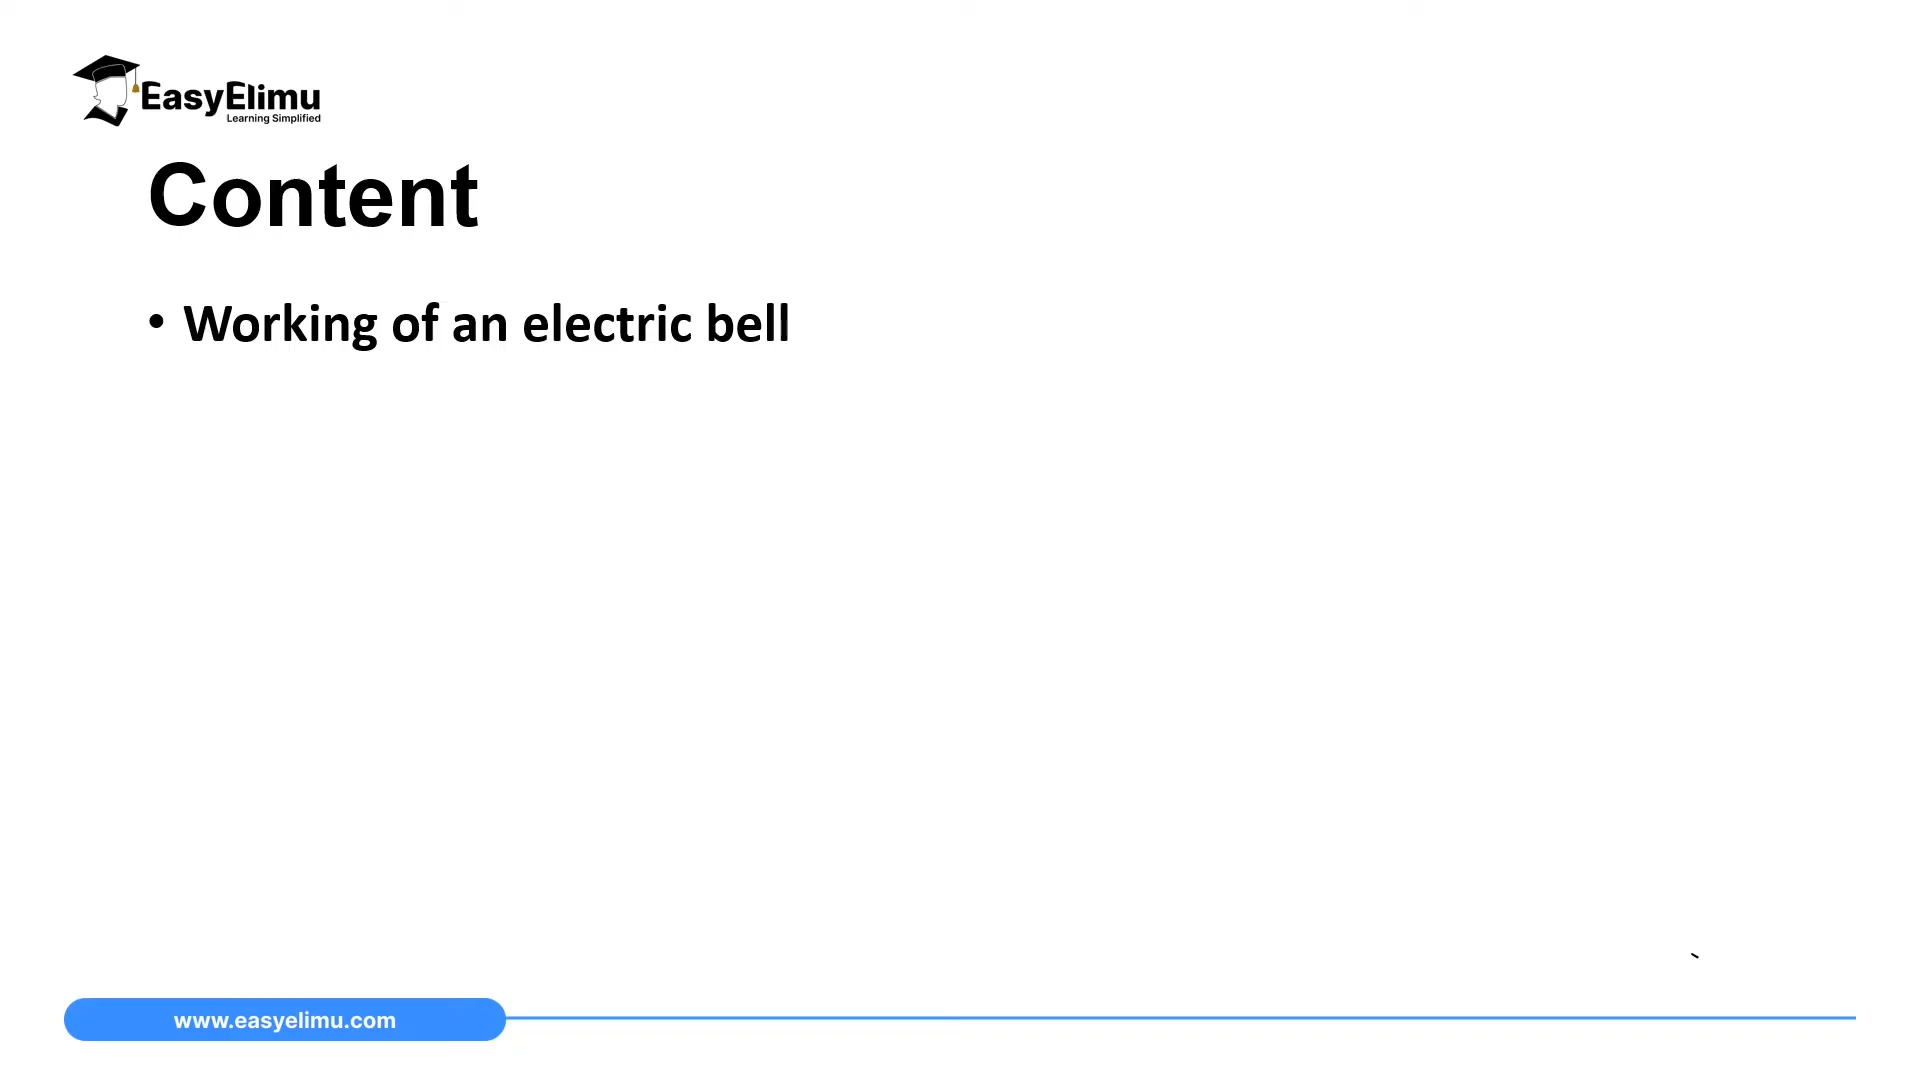 EasyElimu
Learning Simplified
Content
• Working of an electric bell
www.easyelimu.com